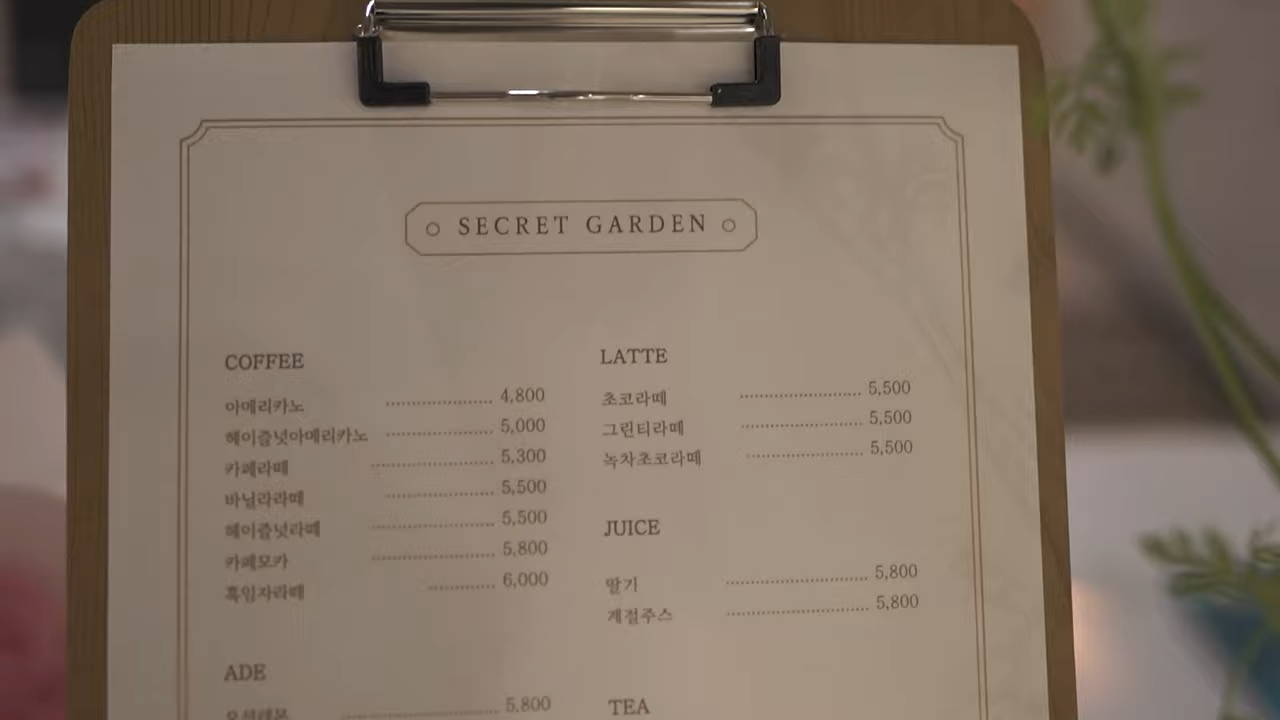 SECRET GARDEN
COFFEE
아메리카노 4,800
헤이즐넛아메리카노 5,000
카페라떼 5,300
바닐라라떼 5,500
헤이즐넛라떼 5,500
카페모카 5,800
흑임자라떼 6,000
ADE
5,800
LATTE
초코라떼 5,500
그린티라떼 5,500
녹차초코라떼 5,500
JUICE
딸기 5,800
계절주스 5,800
TEA